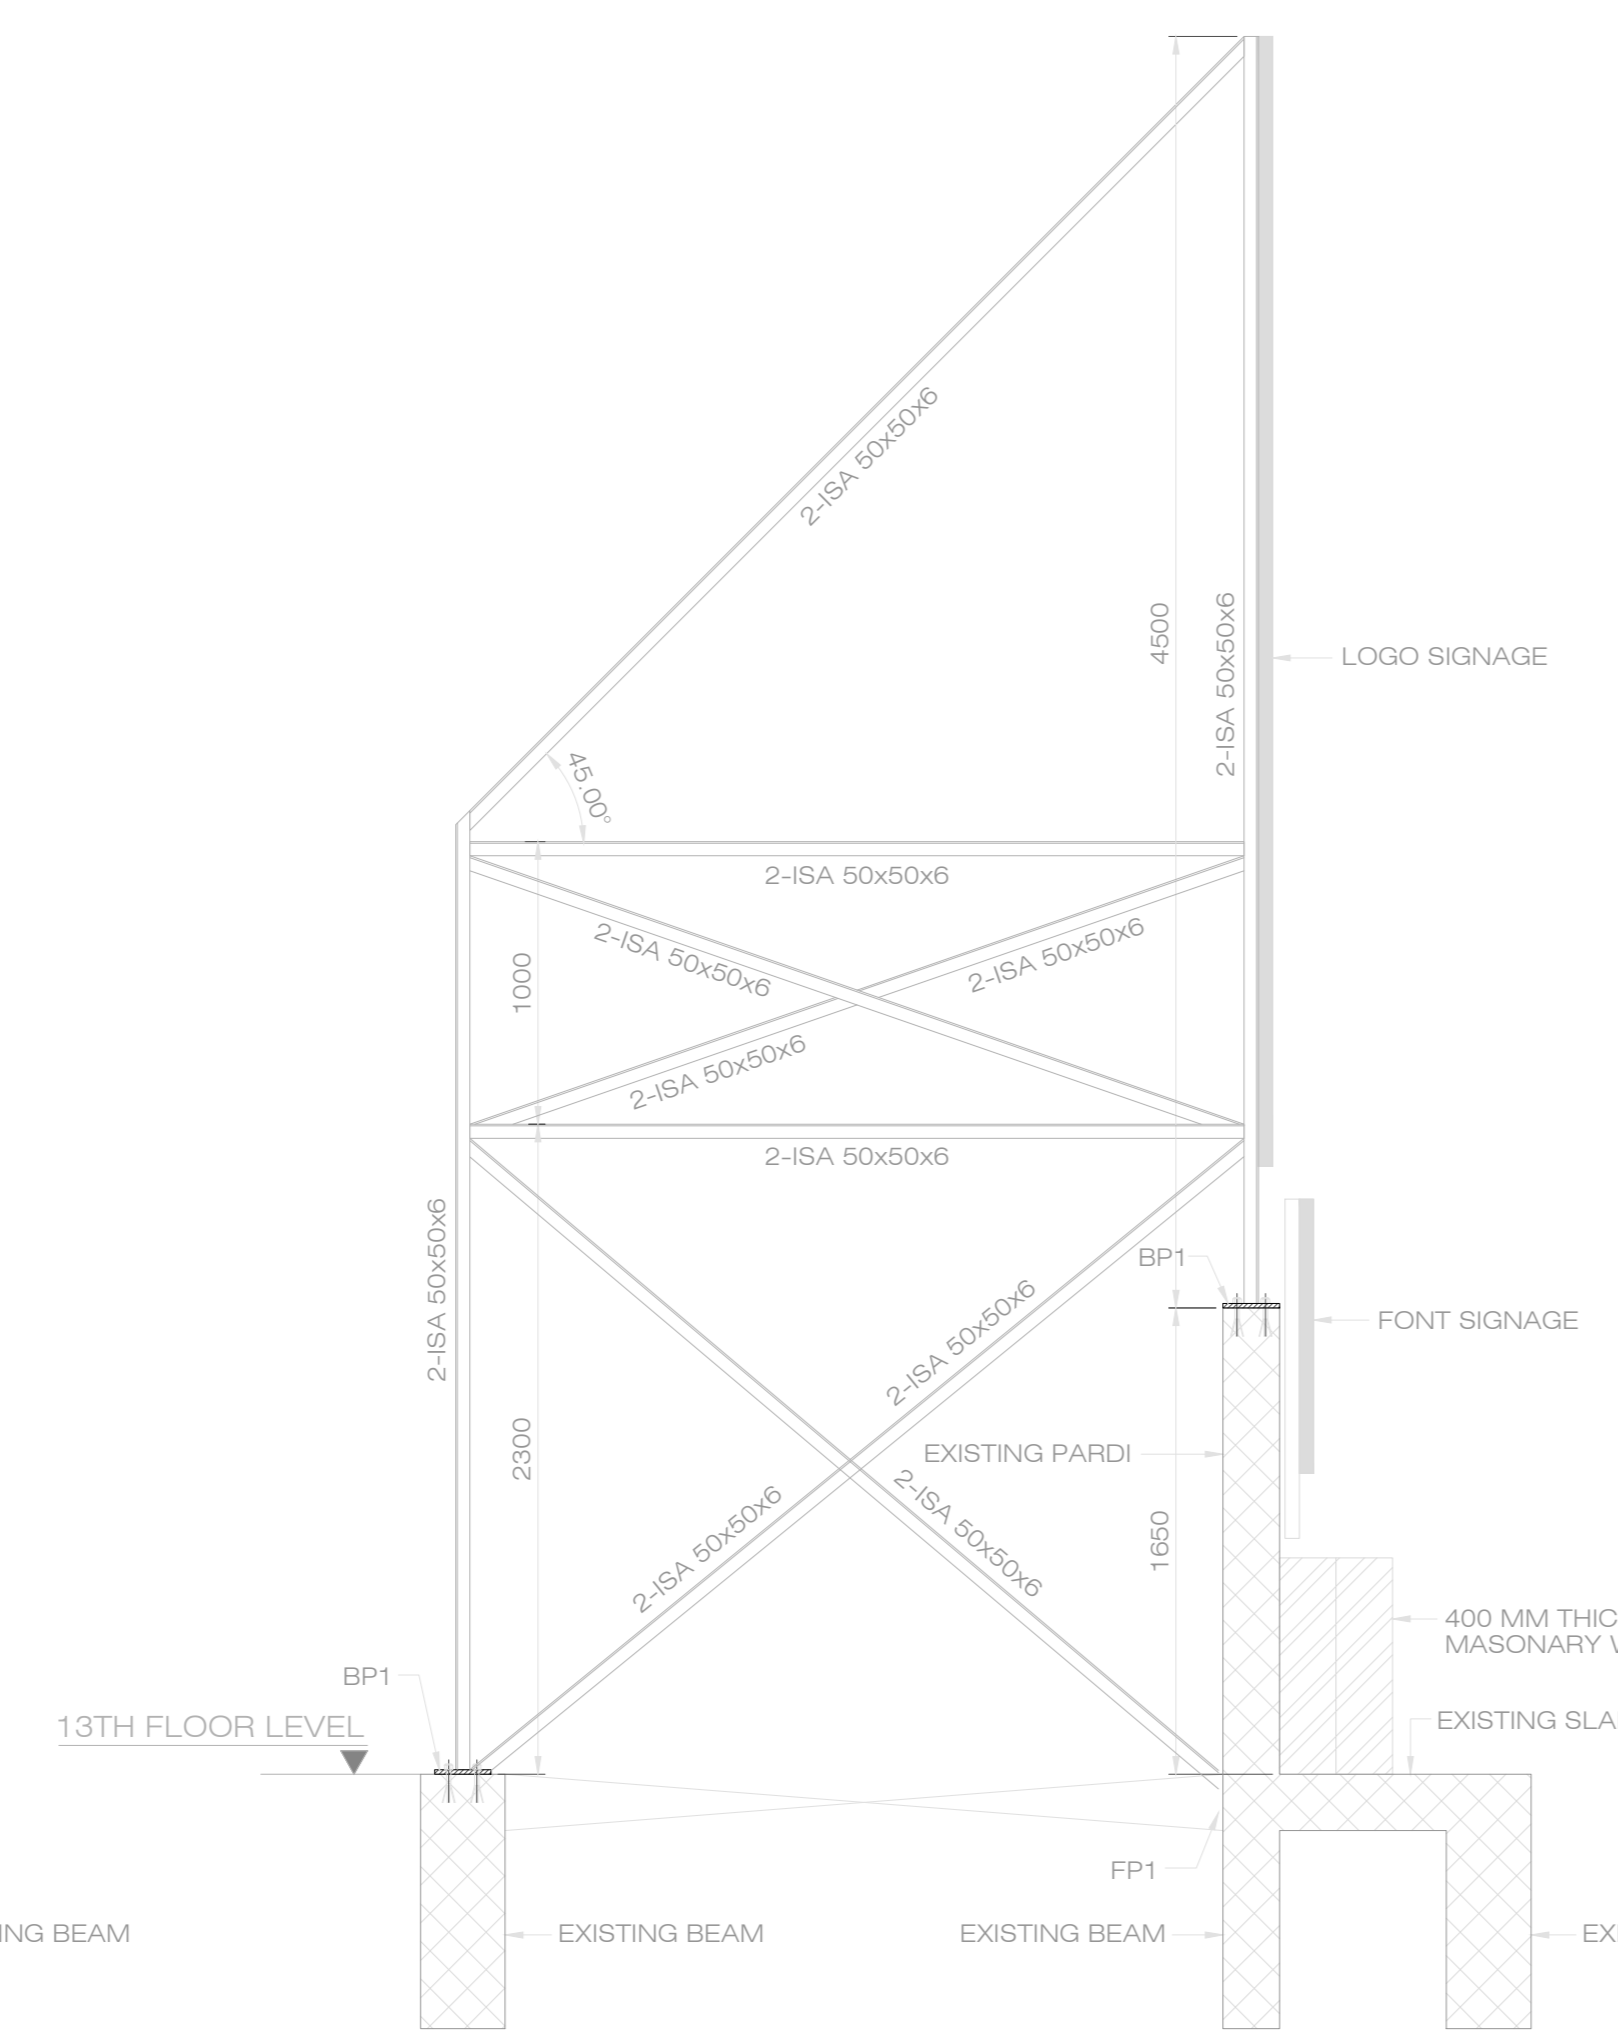 2-ISA 50x50x6
4500
2-ISA 50x50x6
LOGO SIGNAGE
45.00°
2-ISA 50x50x6
2-ISA 50x50x6
2-ISA 50x50x6
1000
2-ISA 50x50x6
2-ISA 50x50x6
2-ISA 50x50x6
BP1
2-ISA 50x50x6
FONT SIGNAGE
2300
EXISTING PARDI
2-ISA 50x50x6
2-ISA 50x50x6
1650
400 MM THIC
MASONARY
BP1
13TH FLOOR LEVEL
EXISTING SLA
FP1
ING BEAM
EXISTING BEAM
EXISTING BEAM